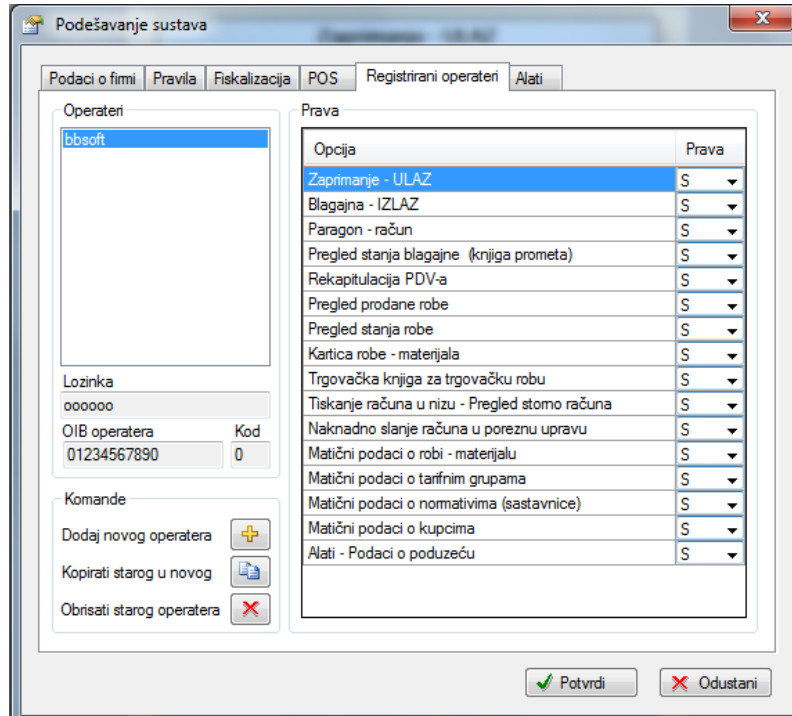 Podešavanje sustava
Zaprimanje - ULAZ
Podaci o firmi
Pravila
Fiskalizacija
POS
Registrirani operateri
Alati
Operateri
bbsoft
Lozinka
oooooo
OIB operatera
Kod
01234567890
0
Komande
Dodaj novog operatera
Kopirati starog u novog
Obrisati starog operatera
Prava
Opcija Prava
Zaprimanje - ULAZ S
Blagajna - IZLAZ S
Paragon - račun S
Pregled stanja blagajne (knjiga prometa) S
Rekapitulacija PDV-a S
Pregled prodane robe S
Pregled stanja robe S
Kartica robe - materijala S
Trgovačka knjiga za trgovačku robu S
Tiskanje računa u nizu - Pregled storno računa S
Naknadno slanje računa u poreznu upravu S
Matični podaci o robi - materijalu S
Matični podaci o tarifnim grupama S
Matični podaci o normativima (sastavnice) S
Matični podaci o kupcima S
Alati - Podaci o poduzeću S
Potvrdi
Odustani